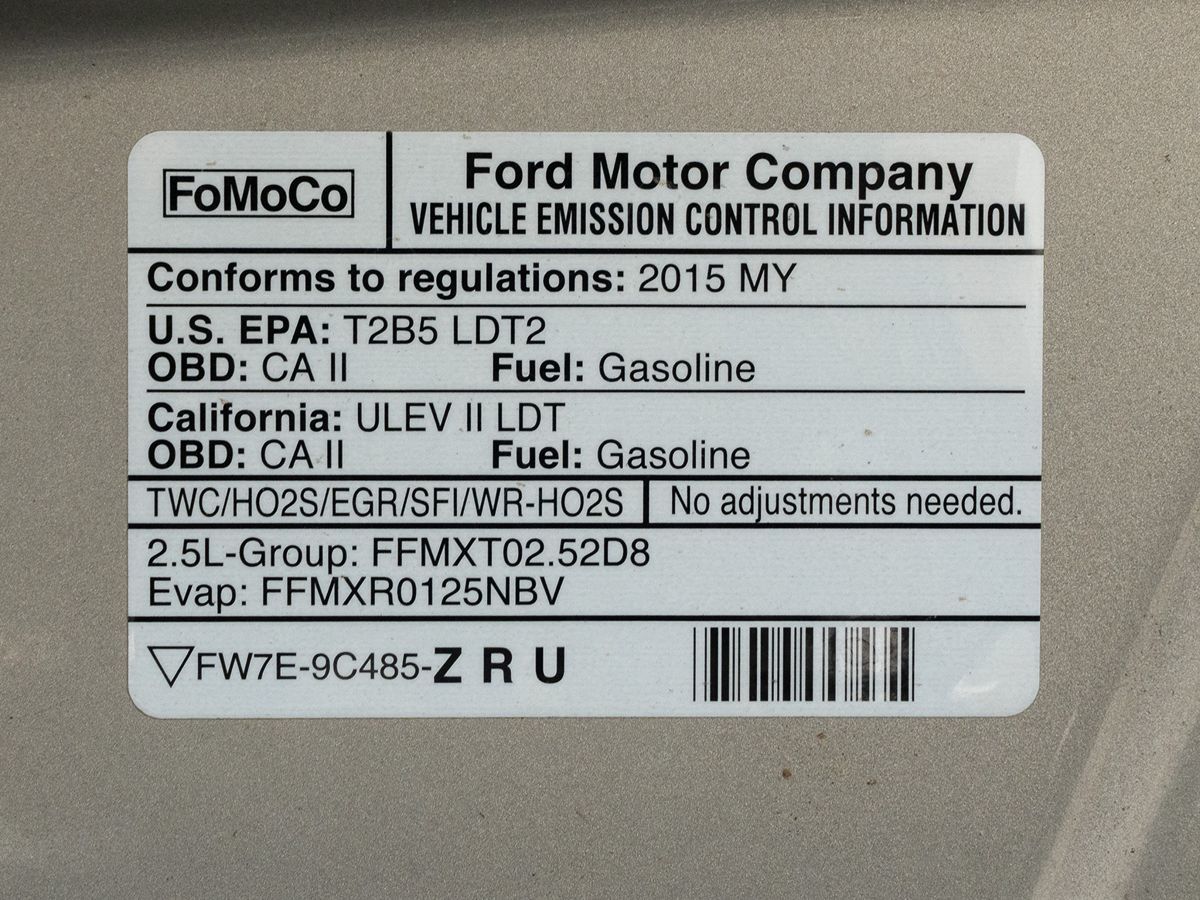 FoMoCo
Ford Motor Company
VEHICLE EMISSION CONTROL INFORMATION
Conforms to regulations: 2015 MY
U.S. EPA: T2B5 LDT2
OBD: CA II Fuel: Gasoline
California: ULEV II LDT
OBD: CA II Fuel: Gasoline
TWC/HO2S/EGR/SFI/WR-HO2S No adjustments needed.
2.5L-Group: FFMXT02.52D8
Evap: FFMXR0125NBV
FW7E-9C485-Z R U